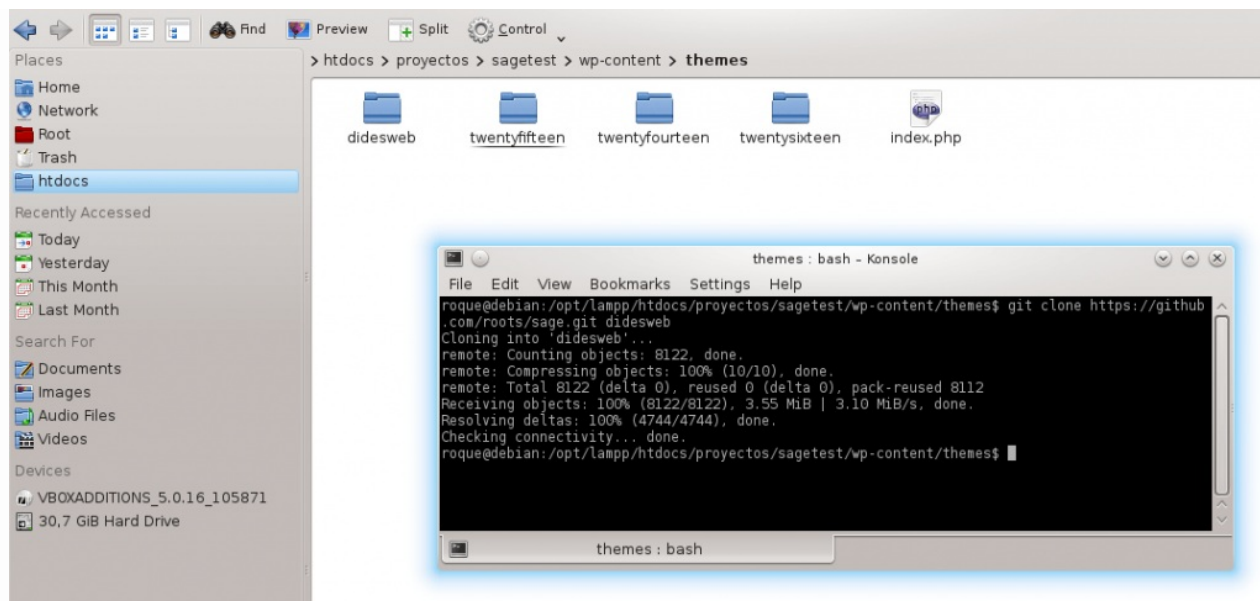 Find Preview Split Control
Places
> htdocs > proyectos > sagetest > wp-content > themes
Home
Network
Root
Trash
htdocs
Recently Accessed
Today
Yesterday
This Month
Last Month
Search For
Documents
Images
Audio Files
Videos
Devices
VBOXADDITIONS_5.0.16_105871
30,7 GiB Hard Drive
didesweb twentyfifteen twentyfourteen twentysixteen index.php
php
themes : bash – Konsole
File Edit View Bookmarks Settings Help
roque@debian:/opt/lampp/htdocs/proyectos/sagetest/wp-content/themes$ git clone https://github
.com/roots/sage.git didesweb
Cloning into 'didesweb'...
remote: Counting objects: 8122, done.
remote: Compressing objects: 100% (10/10), done.
remote: Total 8122 (delta 0), reused 0 (delta 0), pack-reused 8112
Receiving objects: 100% (8122/8122), 3.55 MiB | 3.10 MiB/s, done.
Resolving deltas: 100% (4744/4744), done.
Checking connectivity... done.
roque@debian:/opt/lampp/htdocs/proyectos/sagetest/wp-content/themes$
themes : bash